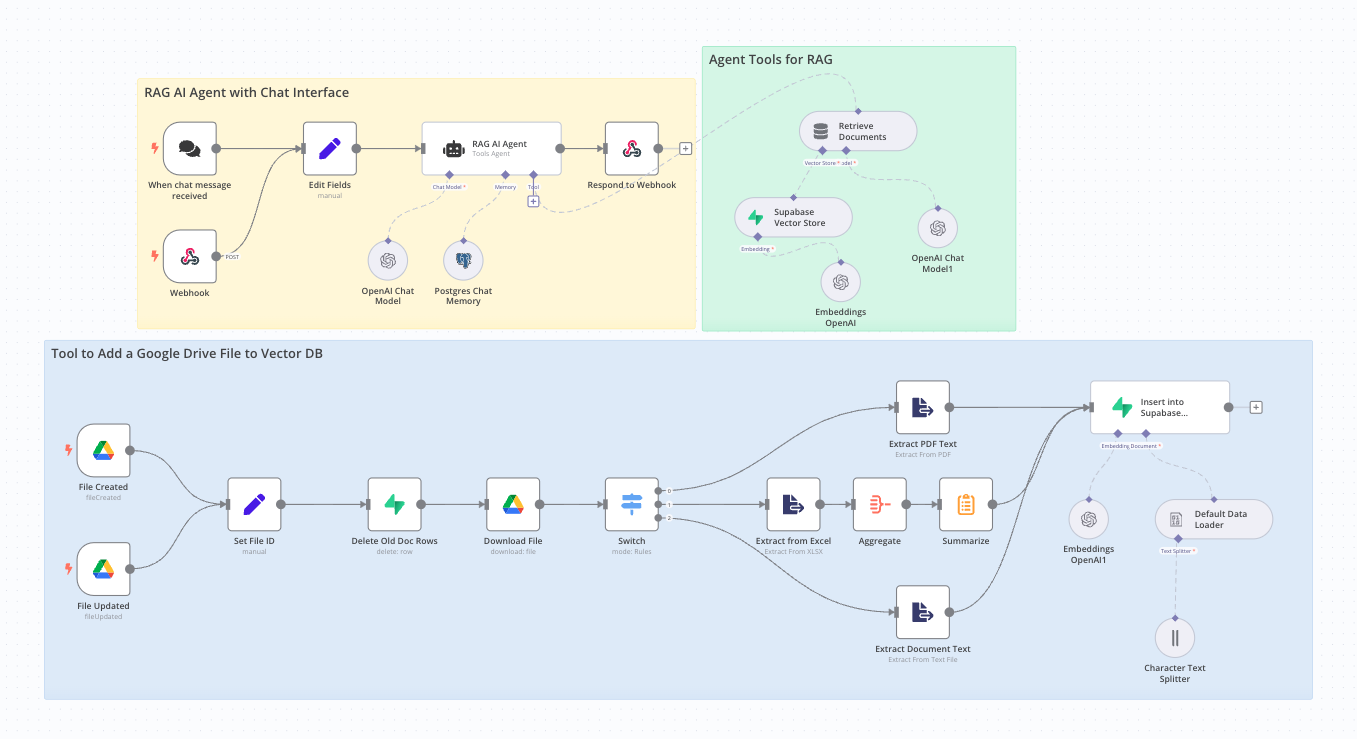 RAG AI Agent with Chat Interface
When chat message
received
Edit Fields
manual
RAG AI Agent
Tools Agent
Chat Model *
Memory
Tool
Respond to Webhook
POST
Webhook
OpenAI Chat
Model
Postgres Chat
Memory
Agent Tools for RAG
Retrieve
Documents
Vector Store *
del *
Supabase
Vector Store
Embedding *
OpenAI Chat
Model1
Embeddings
OpenAI
Tool to Add a Google Drive File to Vector DB
File Created
fileCreated
File Updated
fileUpdated
Set File ID
manual
Delete Old Doc Rows
delete: row
Download File
download: file
Switch
mode: Rules
0
1
2
Extract PDF Text
Extract From PDF
Extract from Excel
Extract From XLSX
Aggregate
Summarize
Extract Document Text
Extract From Text File
Insert into
Supabase...
Embedding
Document *
Embeddings
OpenAI1
Default Data
Loader
Text Splitter *
Character Text
Splitter